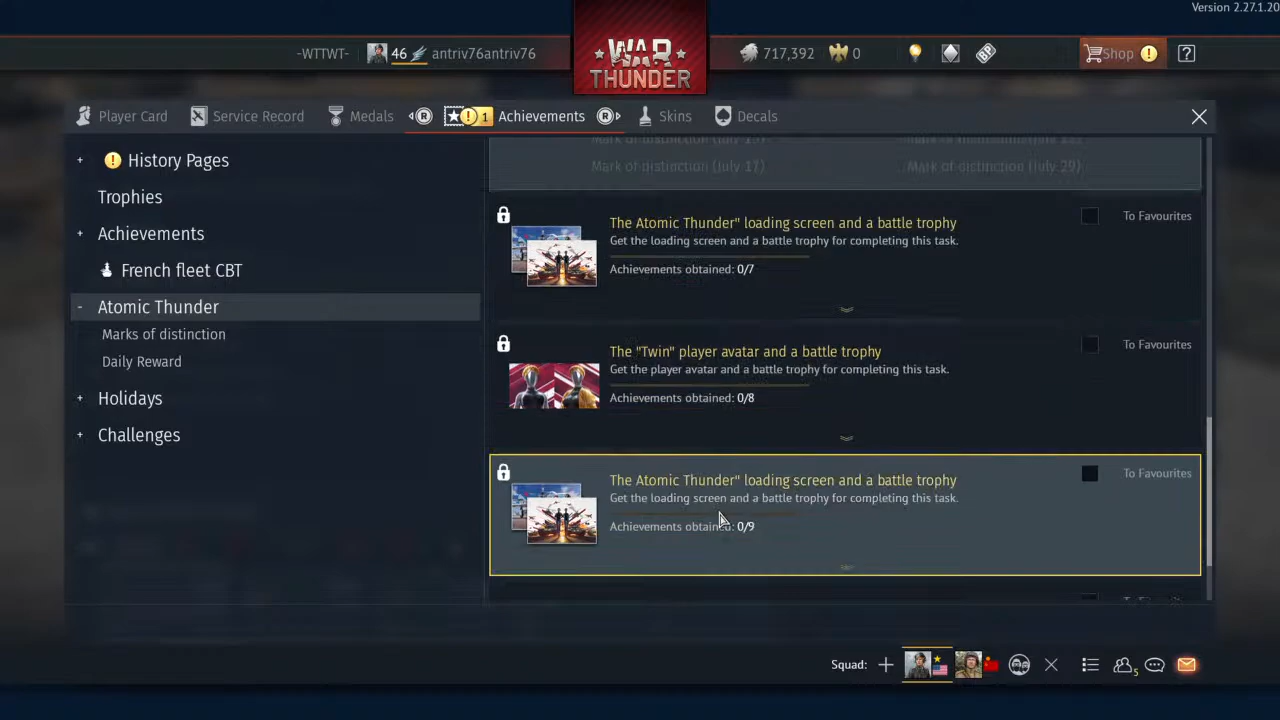 Version 2.27.1.20
-WTTWT- 46 antriv76antriv76
WAR
THUNDER
717,392 0
BP
Shop !
?
Player Card Service Record Medals R ! 1 Achievements R Skins Decals
+ ! History Pages
Trophies
+ Achievements
French fleet CBT
- Atomic Thunder
Marks of distinction
Daily Reward
+ Holidays
+ Challenges
Mark of distinction (July 17) Mark of distinction (July 29)
The Atomic Thunder" loading screen and a battle trophy To Favourites
Get the loading screen and a battle trophy for completing this task.
Achievements obtained: 0/7
The "Twin" player avatar and a battle trophy To Favourites
Get the player avatar and a battle trophy for completing this task.
Achievements obtained: 0/8
The Atomic Thunder" loading screen and a battle trophy To Favourites
Get the loading screen and a battle trophy for completing this task.
Achievements obtained: 0/9
Squad: + 5